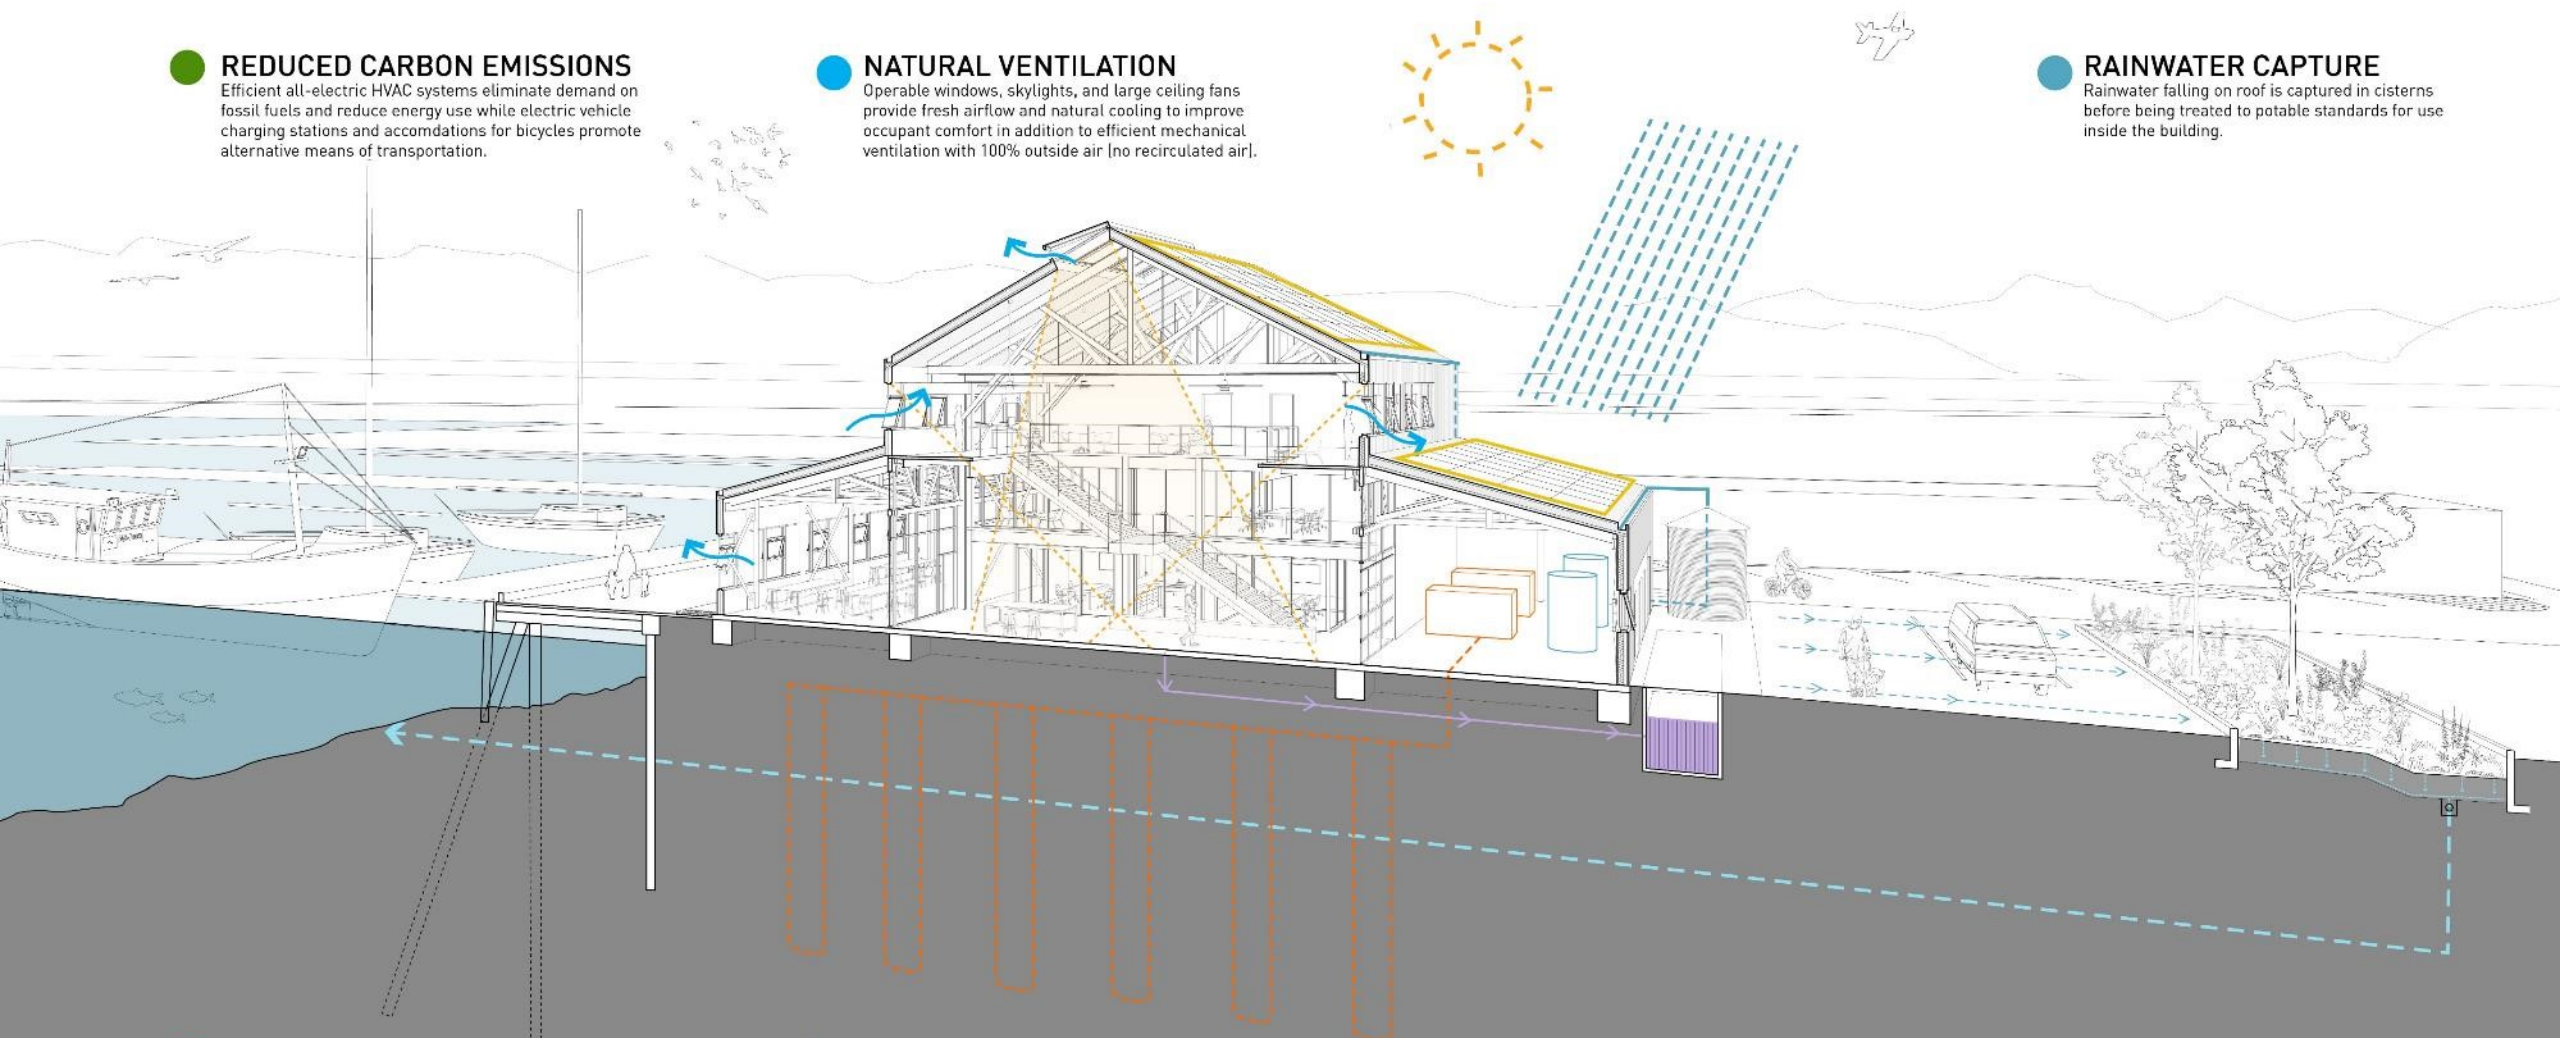 REDUCED CARBON EMISSIONS
Efficient all-electric HVAC systems eliminate demand on
fossil fuels and reduce energy use while electric vehicle
charging stations and accomdations for bicycles promote
alternative means of transportation.
NATURAL VENTILATION
Operable windows, skylights, and large ceiling fans
provide fresh airflow and natural cooling to improve
occupant comfort in addition to efficient mechanical
ventilation with 100% outside air (no recirculated air).
RAINWATER CAPTURE
Rainwater falling on roof is captured in cisterns
before being treated to potable standards for use
inside the building.